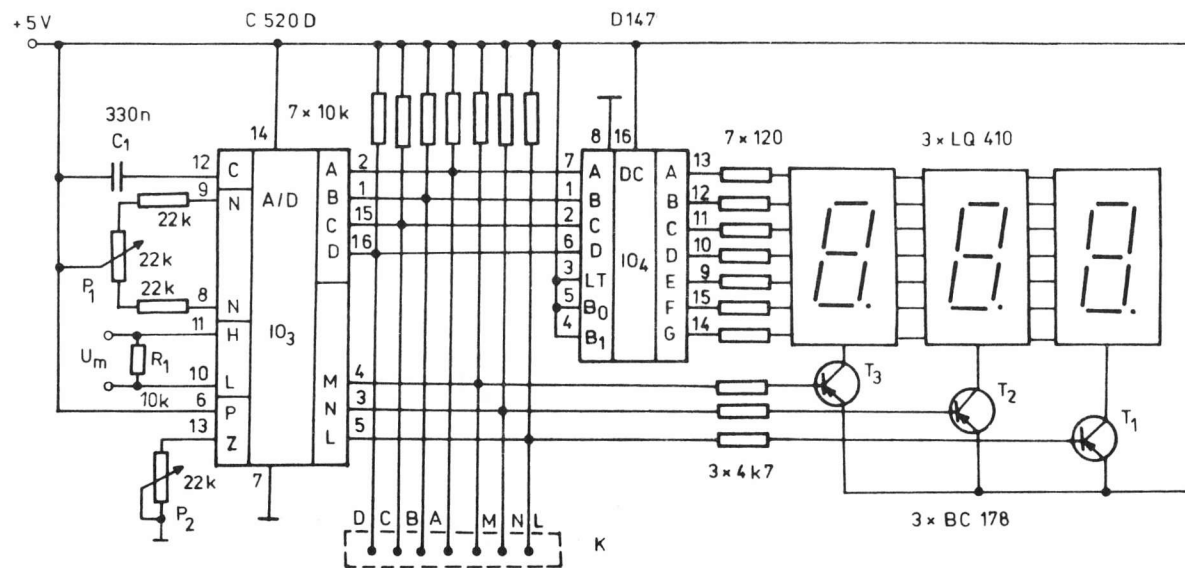 +5V
C 520 D
D147
330n
C1
7 × 10k
14
8 16
7 × 120
3 × LQ 410
12
C
9
N
A/D
A
2
B
1
C
15
D
16
7
A
DC
A
13
1
B
B
12
2
C
C
11
6
D
D
10
3
LT
IO4
E
9
5
B0
F
15
4
B1
G
14
22k
22k
P1
22k
8
N
11
H
IO3
Um
R1
10
L
10k
6
P
13
Z
M
4
N
3
L
5
T3
T2
T1
22k
P2
7
3 × 4k7
3 × BC 178
D C B A M N L
K